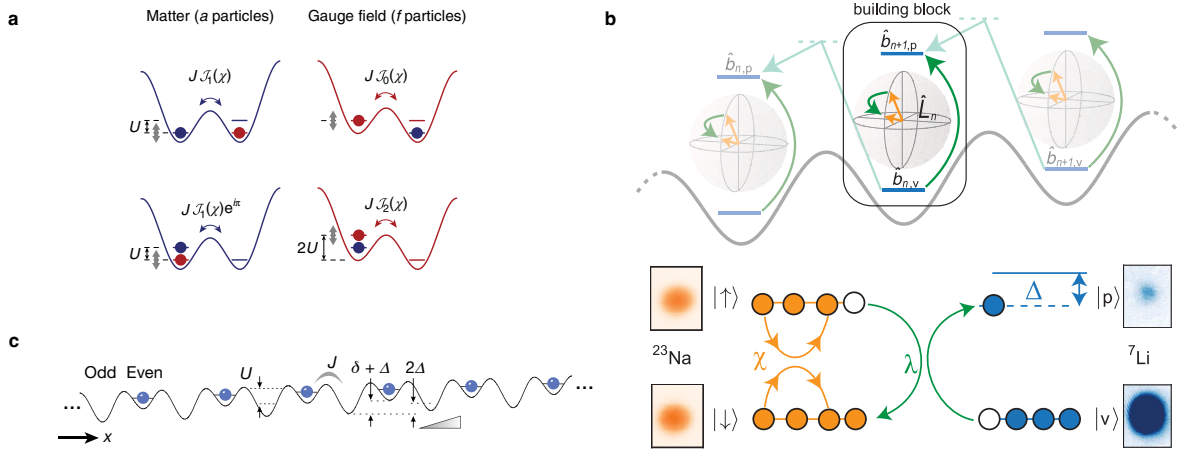 a
Matter (a particles)
Gauge field (f particles)
J 𝒥₁(χ)
J 𝒥₀(χ)
U
J 𝒥₁(χ)e^{iπ}
J 𝒥₂(χ)
U
2U
b
building block
b̂ₙ,ₚ
b̂ₙ₊₁,ₚ
L̂ₙ
b̂ₙ,ᵥ
b̂ₙ₊₁,ᵥ
|↑⟩
Δ
|p⟩
²³Na
χ
λ
⁷Li
|↓⟩
|v⟩
c
Odd Even
U
J
δ + Δ
2Δ
...
...
x